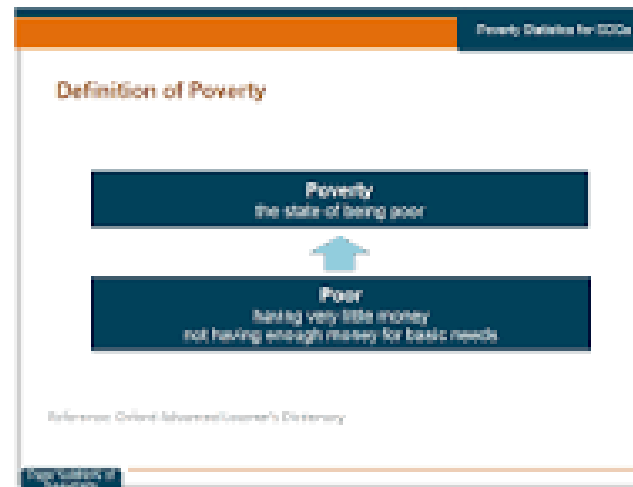 Poverty Statistics for
Definition of Poverty
Poverty
the state of being poor
Poor
having very little money
not having enough money for basic needs
Reference: Oxford Advanced Learner's Dictionary